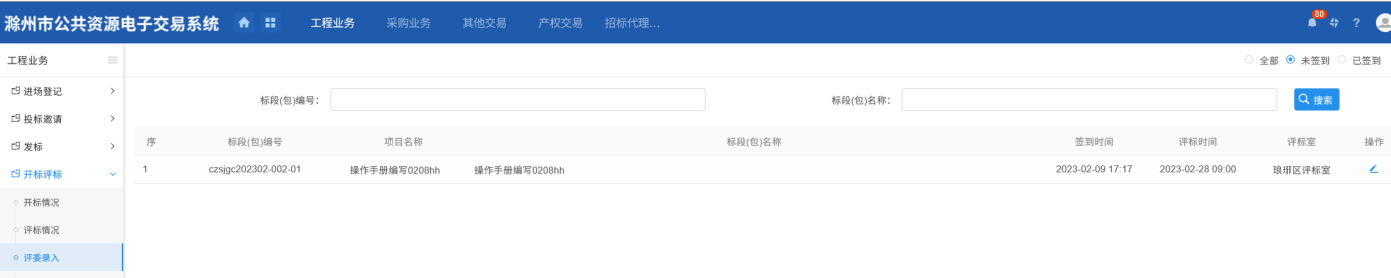 滁州市公共资源电子交易系统 工程业务 采购业务 其他交易 产权交易 招标代理... 80 ?
工程业务 全部 未签到 已签到
进场登记
标段(包)编号： 标段(包)名称： 搜索
投标邀请
发标
序 标段(包)编号 项目名称 标段(包)名称 签到时间 评标时间 评标室 操作
1 czsjgc202302-002-01 操作手册编写0208hh 操作手册编写0208hh 2023-02-09 17:17 2023-02-28 09:00 琅琊区评标室
开标评标
开标情况
评标情况
评委录入